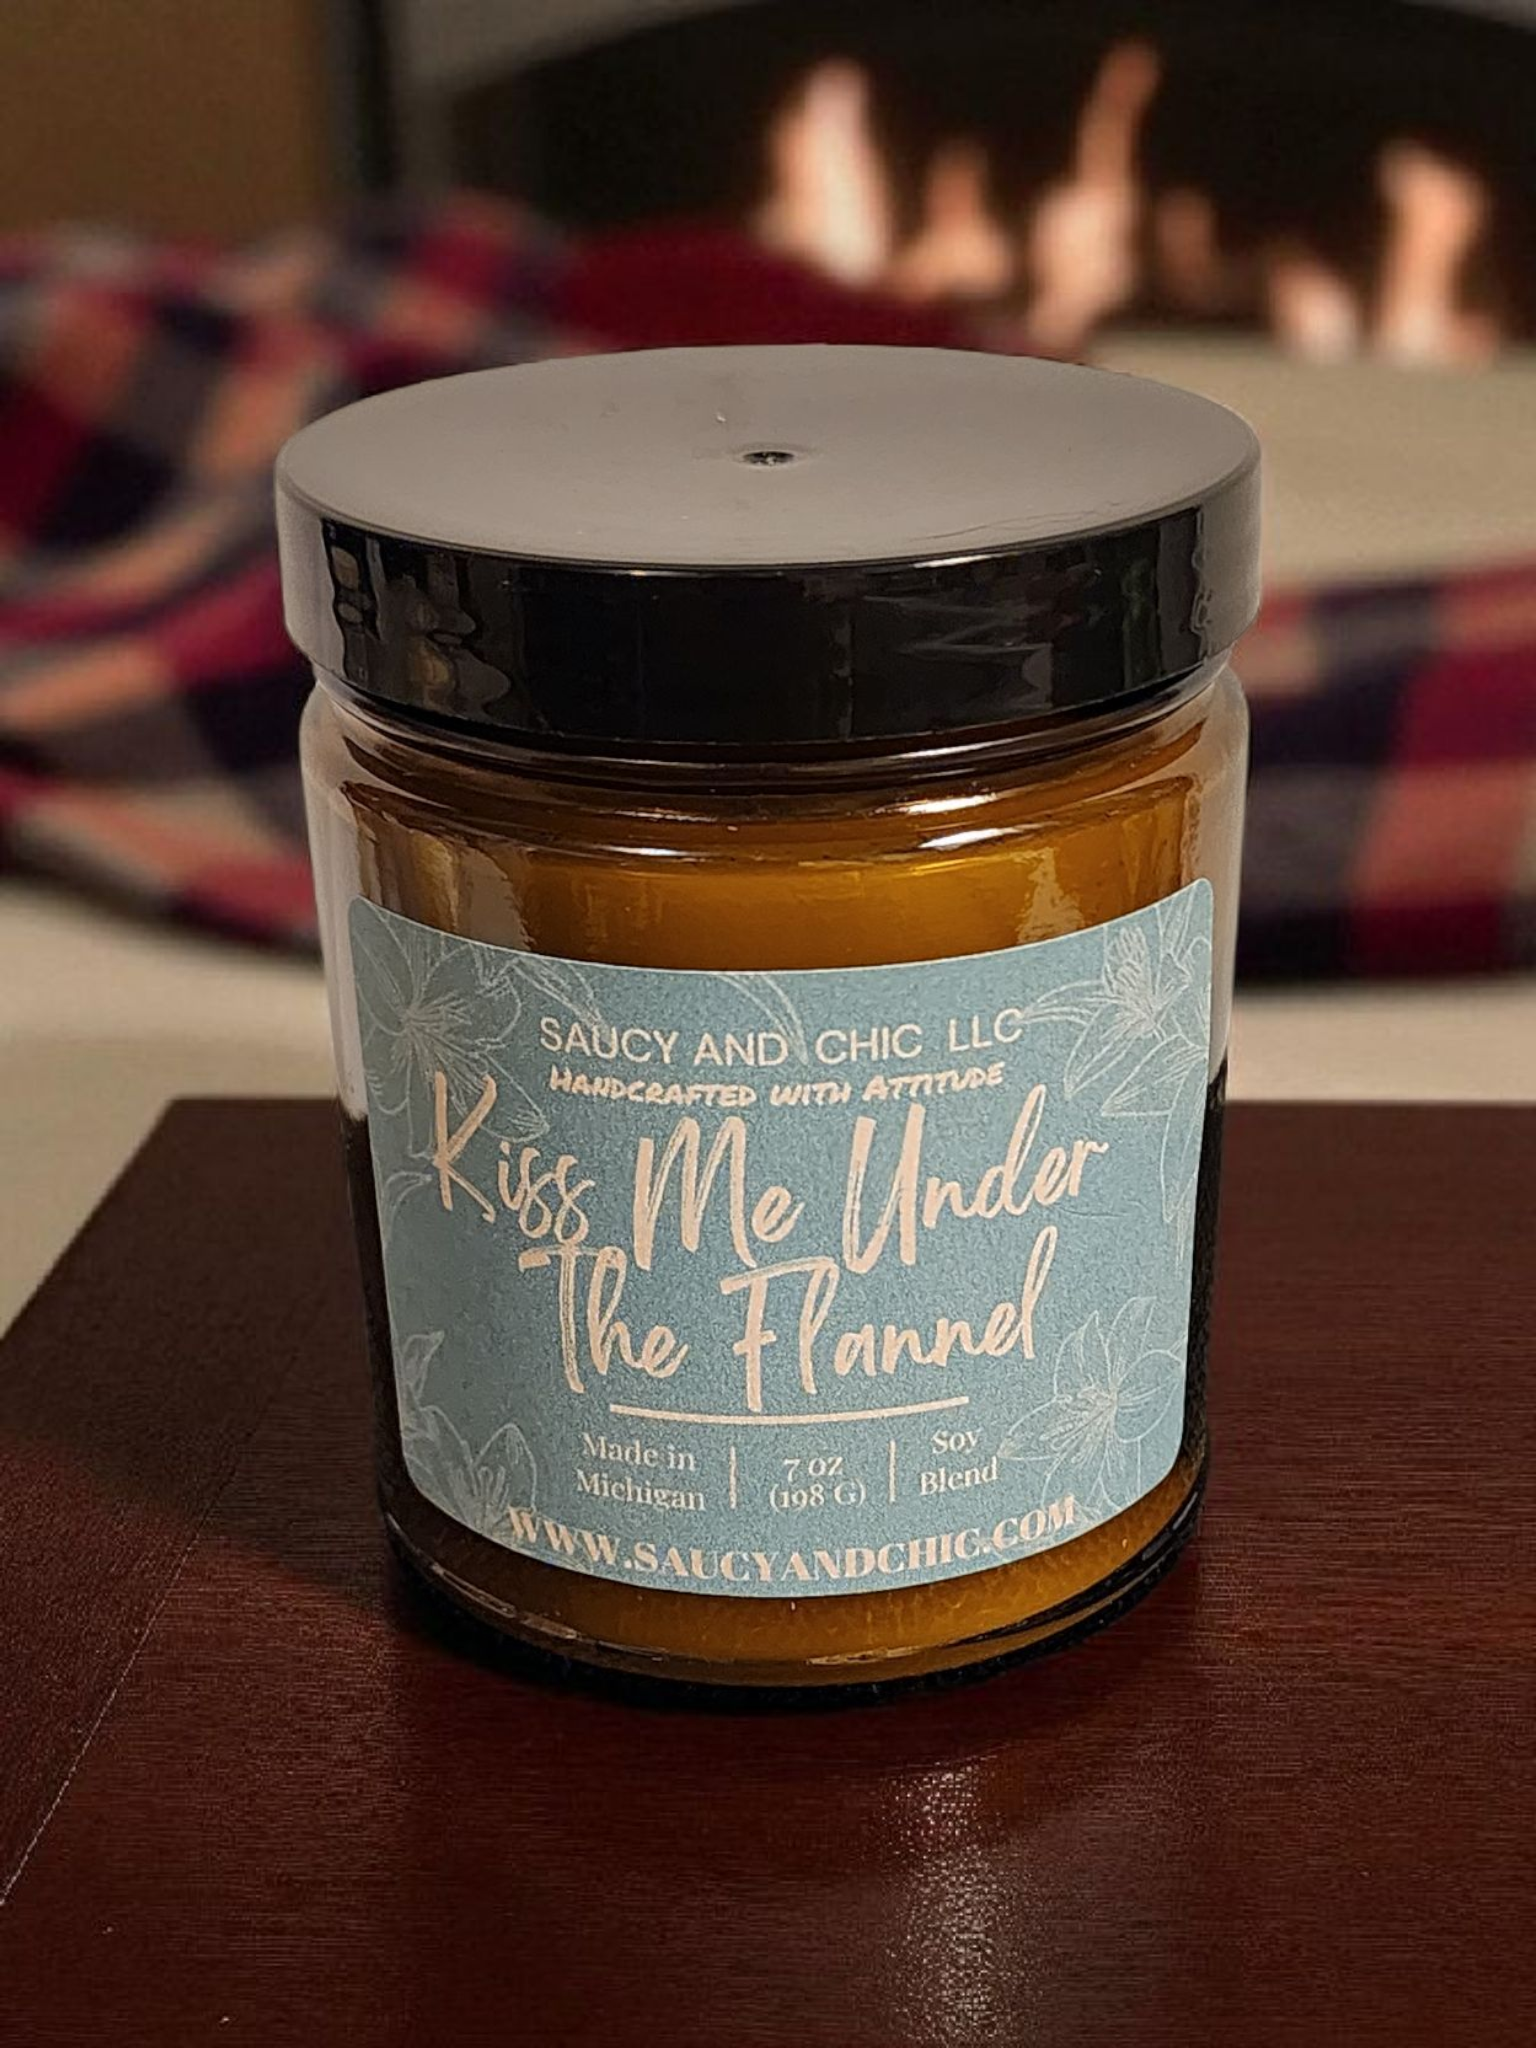 SAUCY AND CHIC LLC
HANDCRAFTED WITH ATTITUDE
Kiss Me Under
The Flannel
Made in
Michigan
7 OZ
(198 G)
Soy
Blend
WWW.SAUCYANDCHIC.COM